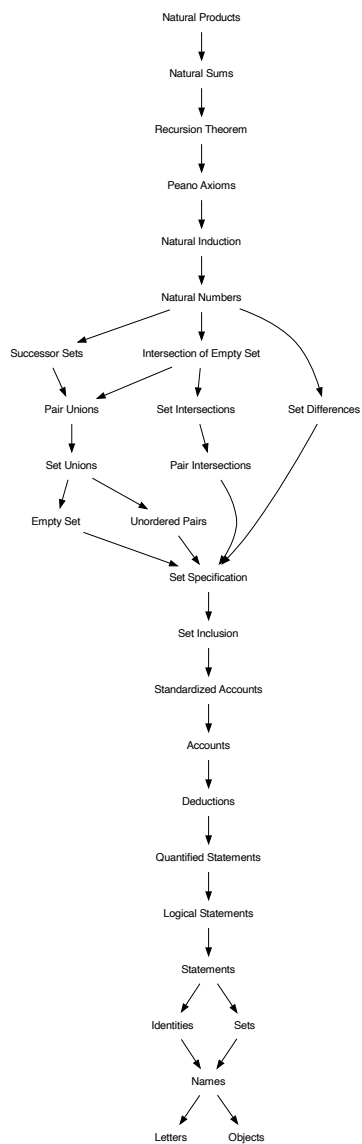 Natural Products
Natural Sums
Recursion Theorem
Peano Axioms
Natural Induction
Natural Numbers
Successor Sets
Intersection of Empty Set
Pair Unions
Set Intersections
Set Differences
Set Unions
Pair Intersections
Empty Set
Unordered Pairs
Set Specification
Set Inclusion
Standardized Accounts
Accounts
Deductions
Quantified Statements
Logical Statements
Statements
Identities
Sets
Names
Letters
Objects